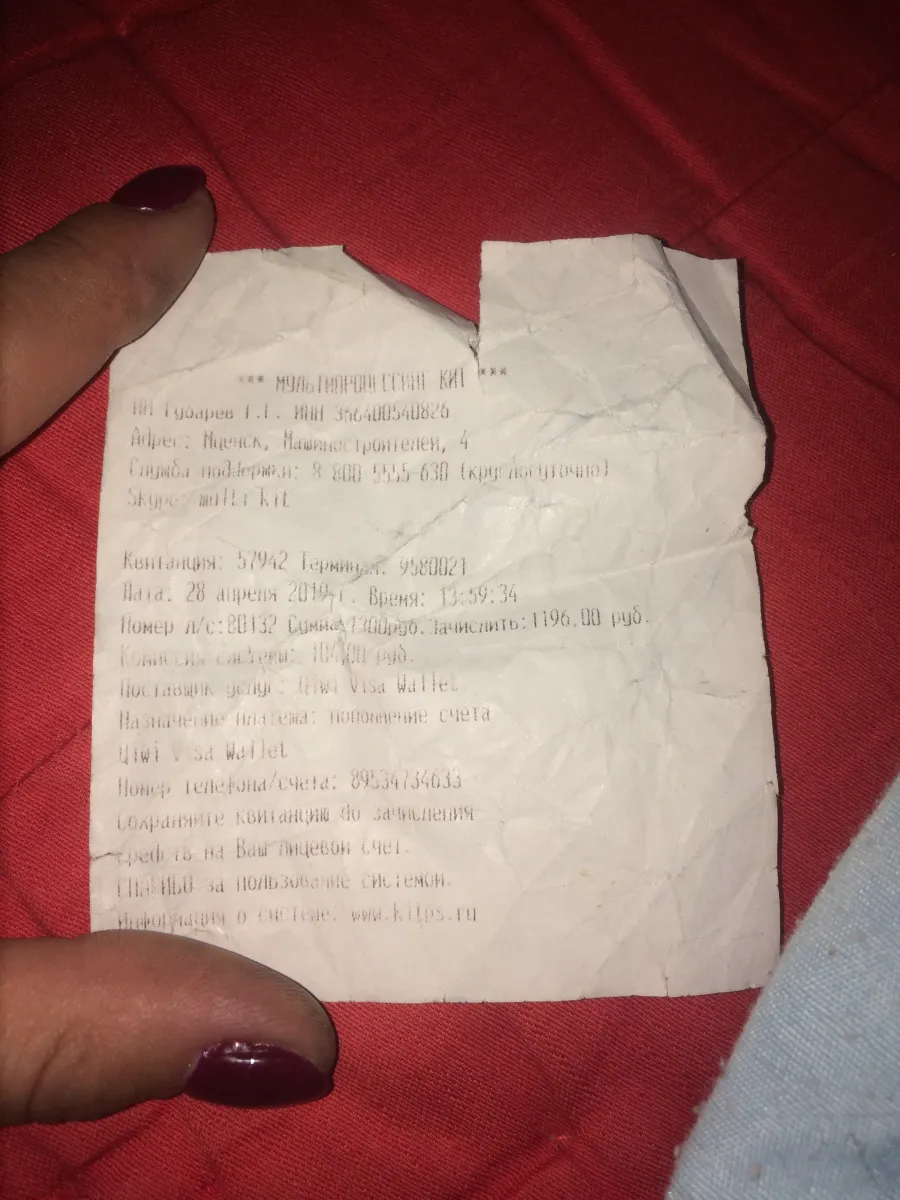 *** МУЛЬТИПРОЦЕССИНГ КИТ ***
ИП Губарев Г.Г. ИНН 366400540826
Адрес: Мценск, Машиностроителей, 4
Служба поддержки: 8 800 5555-630 (круглосуточно)
Skype: multi kit
Квитанция: 57942 Терминал: 9580021
Дата: 28 апреля 2019 г. Время: 13:59:34
Номер л/с:80132 Сумма:1300руб.Зачислить:1196,00 руб.
Комиссия системы: 104,00 руб.
Поставщик услуг: Qiwi Visa Wallet
Назначение платежа: пополнение счета
Qiwi Visa Wallet
Номер телефона/счета: 89534734633
Сохраняйте квитанцию до зачисления
средств на Ваш лицевой счет.
СПАСИБО за пользование системой.
Информация о системе: www.kitps.ru